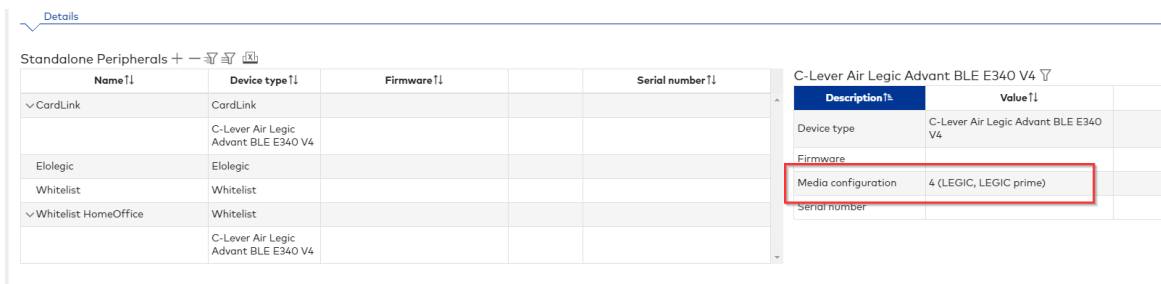 Details
Standalone Peripherals
Name Device type Firmware Serial number
CardLink CardLink
C-Lever Air Legic
Advant BLE E340 V4
Elolegic Elolegic
Whitelist Whitelist
Whitelist HomeOffice Whitelist
C-Lever Air Legic
Advant BLE E340 V4
C-Lever Air Legic Advant BLE E340 V4
Description Value
Device type C-Lever Air Legic Advant BLE E340
V4
Firmware
Media configuration 4 (LEGIC, LEGIC prime)
Serial number